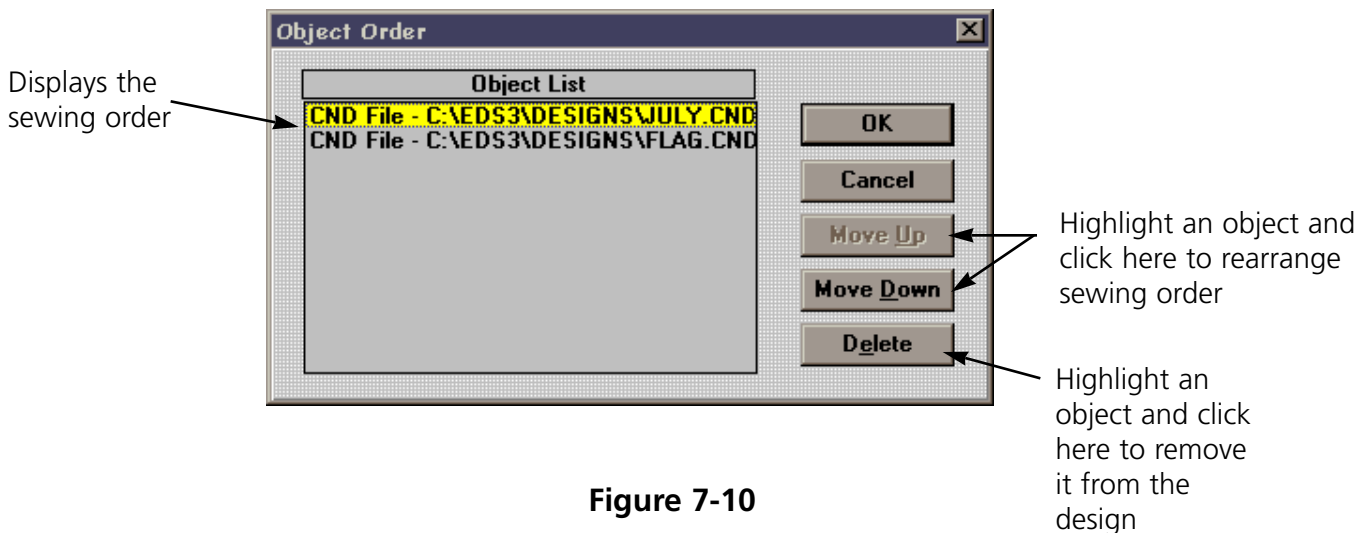 Object Order
Displays the
sewing order
Object List
CND File - C:\EDS3\DESIGNS\JULY.CND
CND File - C:\EDS3\DESIGNS\FLAG.CND
OK
Cancel
Move Up
Move Down
Delete
Highlight an object and
click here to rearrange
sewing order
Highlight an
object and click
here to remove
it from the
design
Figure 7-10